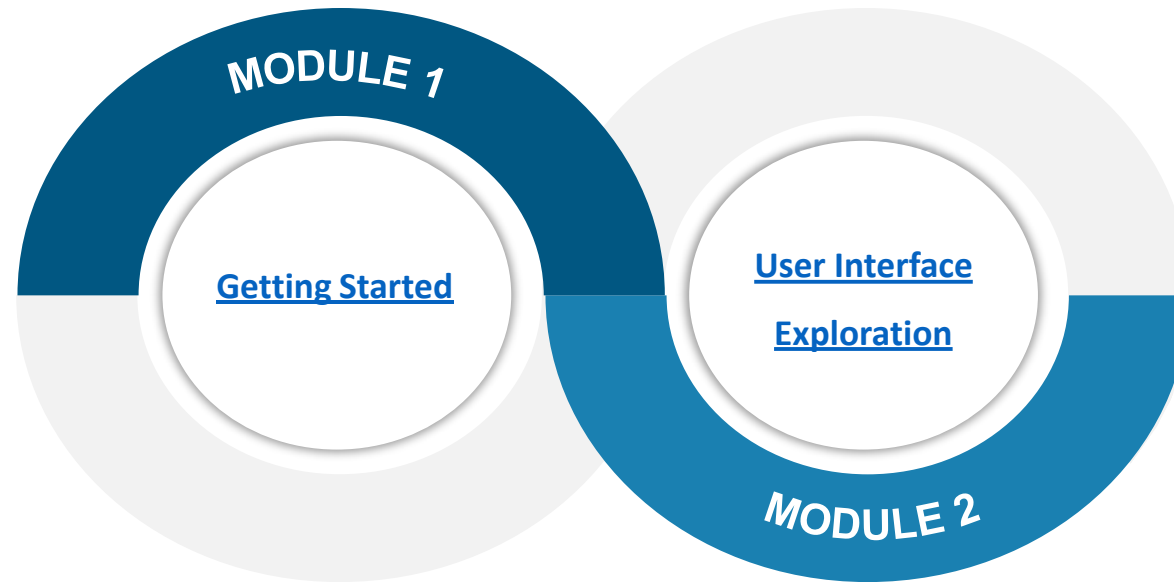 MODULE 1
Getting Started
User Interface
Exploration
MODULE 2